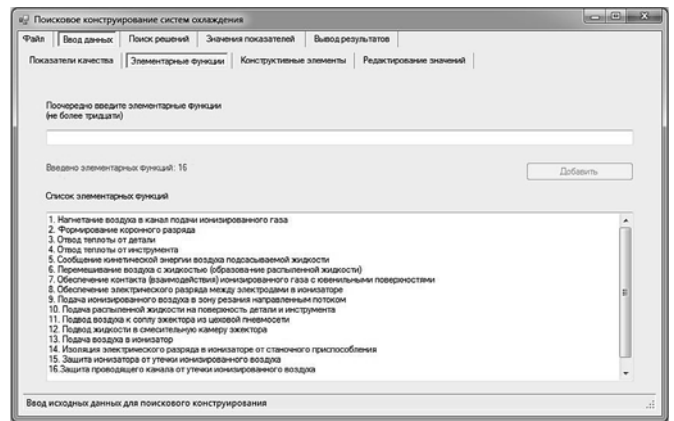 Поисковое конструирование систем охлаждения
Файл Ввод данных Поиск решений Значения показателей Вывод результатов
Показатели качества Элементарные функции Конструктивные элементы Редактирование значений
Поочередно введите элементарные функции
(не более тридцати)
Введено элементарных функций: 16
Добавить
Список элементарных функций
1. Нагнетание воздуха в канал подачи ионизированного газа
2. Формирование коронного разряда
3. Отвод теплоты от детали
4. Отвод теплоты от инструмента
5. Сообщение кинетической энергии воздуха подсасываемой жидкости
6. Перемешивание воздуха с жидкостью (образование распыленной жидкости)
7. Обеспечение контакта (взаимодействия) ионизированного газа с ювенильными поверхностями
8. Обеспечение электрического разряда между электродами в ионизаторе
9. Подача ионизированного воздуха в зону резания направленным потоком
10. Подача распыленной жидкости на поверхность детали и инструмента
11. Подвод воздуха к соплу эжектора из цеховой пневмосети
12. Подвод жидкости в смесительную камеру эжектора
13. Подача воздуха в ионизатор
14. Изоляция электрического разряда в ионизаторе от станочного приспособления
15. Защита ионизатора от утечки ионизированного воздуха
16.Защита проводящего канала от утечки ионизированного воздуха
Ввод исходных данных для поискового конструирования